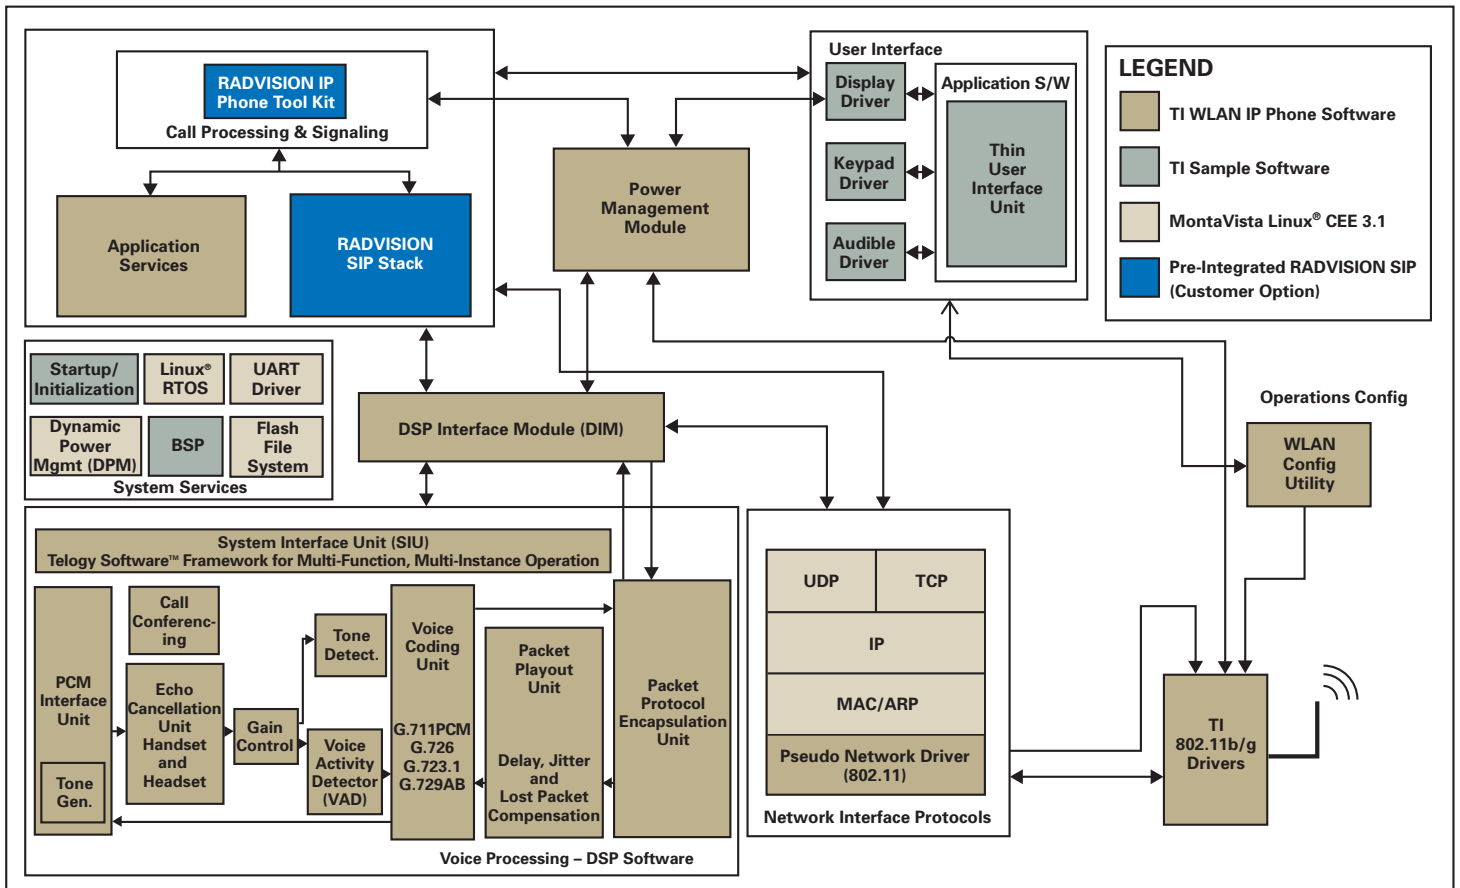 RADVISION IP
Phone Tool Kit
Call Processing & Signaling
Application
Services
RADVISION
SIP Stack
Power
Management
Module
User Interface
Display
Driver
Keypad
Driver
Audible
Driver
Application S/W
Thin
User
Interface
Unit
LEGEND
TI WLAN IP Phone Software
TI Sample Software
MontaVista Linux® CEE 3.1
Pre-Integrated RADVISION SIP
(Customer Option)
Startup/
Initialization
Linux®
RTOS
UART
Driver
Dynamic
Power
Mgmt (DPM)
BSP
Flash
File
System
System Services
DSP Interface Module (DIM)
Operations Config
WLAN
Config
Utility
System Interface Unit (SIU)
Telogy Software™ Framework for Multi-Function, Multi-Instance Operation
PCM
Interface
Unit
Tone
Gen.
Call
Conferenc-
ing
Echo
Cancellation
Unit
Handset
and
Headset
Gain
Control
Tone
Detect.
Voice
Activity
Detector
(VAD)
Voice
Coding
Unit
G.711PCM
G.726
G.723.1
G.729AB
Packet
Playout
Unit
Delay, Jitter
and
Lost Packet
Compensation
Packet
Protocol
Encapsulation
Unit
Voice Processing – DSP Software
UDP
TCP
IP
MAC/ARP
Pseudo Network Driver
(802.11)
Network Interface Protocols
TI
802.11b/g
Drivers